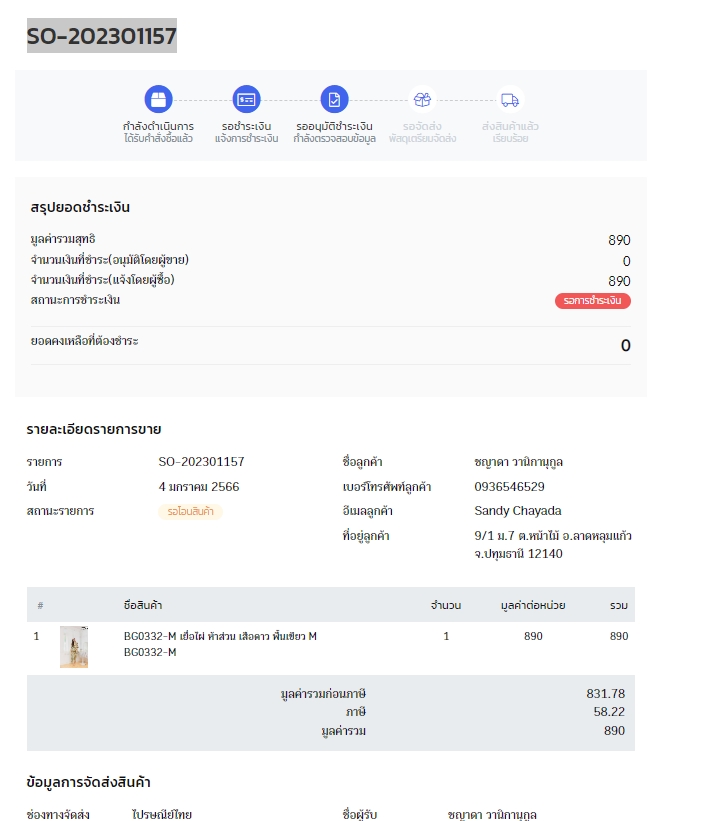 SO-202301157
กำลังดำเนินการ
ได้รับคำสั่งซื้อแล้ว
รอชำระเงิน
แจ้งการชำระเงิน
รออนุมัติชำระเงิน
กำลังตรวจสอบข้อมูล
รอจัดส่ง
พัสดุเตรียมจัดส่ง
ส่งสินค้าแล้ว
เรียบร้อย
สรุปยอดชำระเงิน
มูลค่ารวมสุทธิ 890
จำนวนเงินที่ชำระ(อนุมัติโดยผู้ขาย) 0
จำนวนเงินที่ชำระ(แจ้งโดยผู้ซื้อ) 890
สถานะการชำระเงิน รอการชำระเงิน
ยอดคงเหลือที่ต้องชำระ 0
รายละเอียดรายการขาย
รายการ SO-202301157 ชื่อลูกค้า ชญาดา วานิกานุกูล
วันที่ 4 มกราคม 2566 เบอร์โทรศัพท์ลูกค้า 0936546529
สถานะรายการ รอโอนสินค้า อีเมลลูกค้า Sandy Chayada
ที่อยู่ลูกค้า 9/1 ม.7 ต.หน้าไม้ อ.ลาดหลุมแก้ว
จ.ปทุมธานี 12140
# ชื่อสินค้า จำนวน มูลค่าต่อหน่วย รวม
1 BG0332-M เยื่อไผ่ ห้าส่วน เสือดาว พื้นเขียว M 1 890 890
BG0332-M
มูลค่ารวมก่อนภาษี 831.78
ภาษี 58.22
มูลค่ารวม 890
ข้อมูลการจัดส่งสินค้า
ช่องทางจัดส่ง ไปรษณีย์ไทย ชื่อผู้รับ ชญาดา วานิกานุกูล